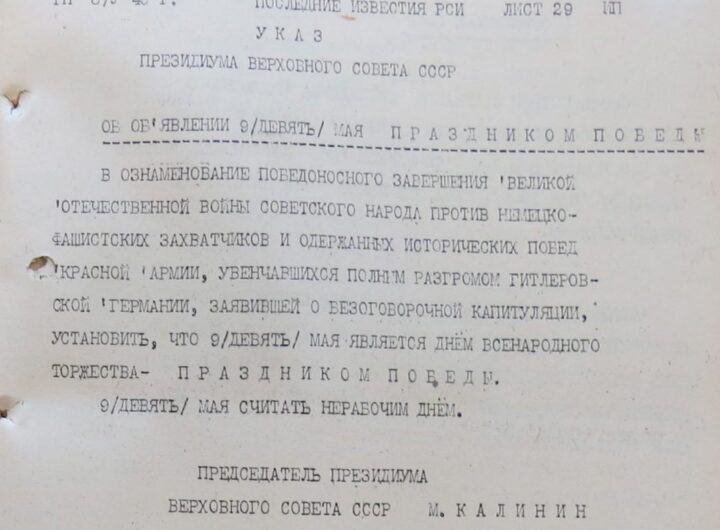 ПОСЛЕДНИЕ ИЗВЕСТИЯ РСИ ЛИСТ 29
У К А З
ПРЕЗИДИУМА ВЕРХОВНОГО СОВЕТА СССР
ОБ ОБ'ЯВЛЕНИИ 9/ДЕВЯТЬ/ МАЯ П Р А З Д Н И К О М П О Б Е Д Ы
В ОЗНАМЕНОВАНИЕ ПОБЕДОНОСНОГО ЗАВЕРШЕНИЯ 'ВЕЛИКОЙ
'ОТЕЧЕСТВЕННОЙ ВОЙНЫ СОВЕТСКОГО НАРОДА ПРОТИВ НЕМЕЦКО-
ФАШИСТСКИХ ЗАХВАТЧИКОВ И ОДЕРЖАННЫХ ИСТОРИЧЕСКИХ ПОБЕД
'КРАСНОЙ 'АРМИИ, УВЕНЧАВШИХСЯ ПОЛНЫМ РАЗГРОМОМ ГИТЛЕРОВ-
СКОЙ 'ГЕРМАНИИ, ЗАЯВИВШЕЙ О БЕЗОГОВОРОЧНОЙ КАПИТУЛЯЦИИ,
УСТАНОВИТЬ, ЧТО 9/ДЕВЯТЬ/ МАЯ ЯВЛЯЕТСЯ ДНЁМ ВСЕНАРОДНОГО
ТОРЖЕСТВА- П Р А З Д Н И К О М П О Б Е Д Ы.
9/ДЕВЯТЬ/ МАЯ СЧИТАТЬ НЕРАБОЧИМ ДНЁМ.
ПРЕДСЕДАТЕЛЬ ПРЕЗИДИУМА
ВЕРХОВНОГО СОВЕТА СССР М. К А Л И Н И Н